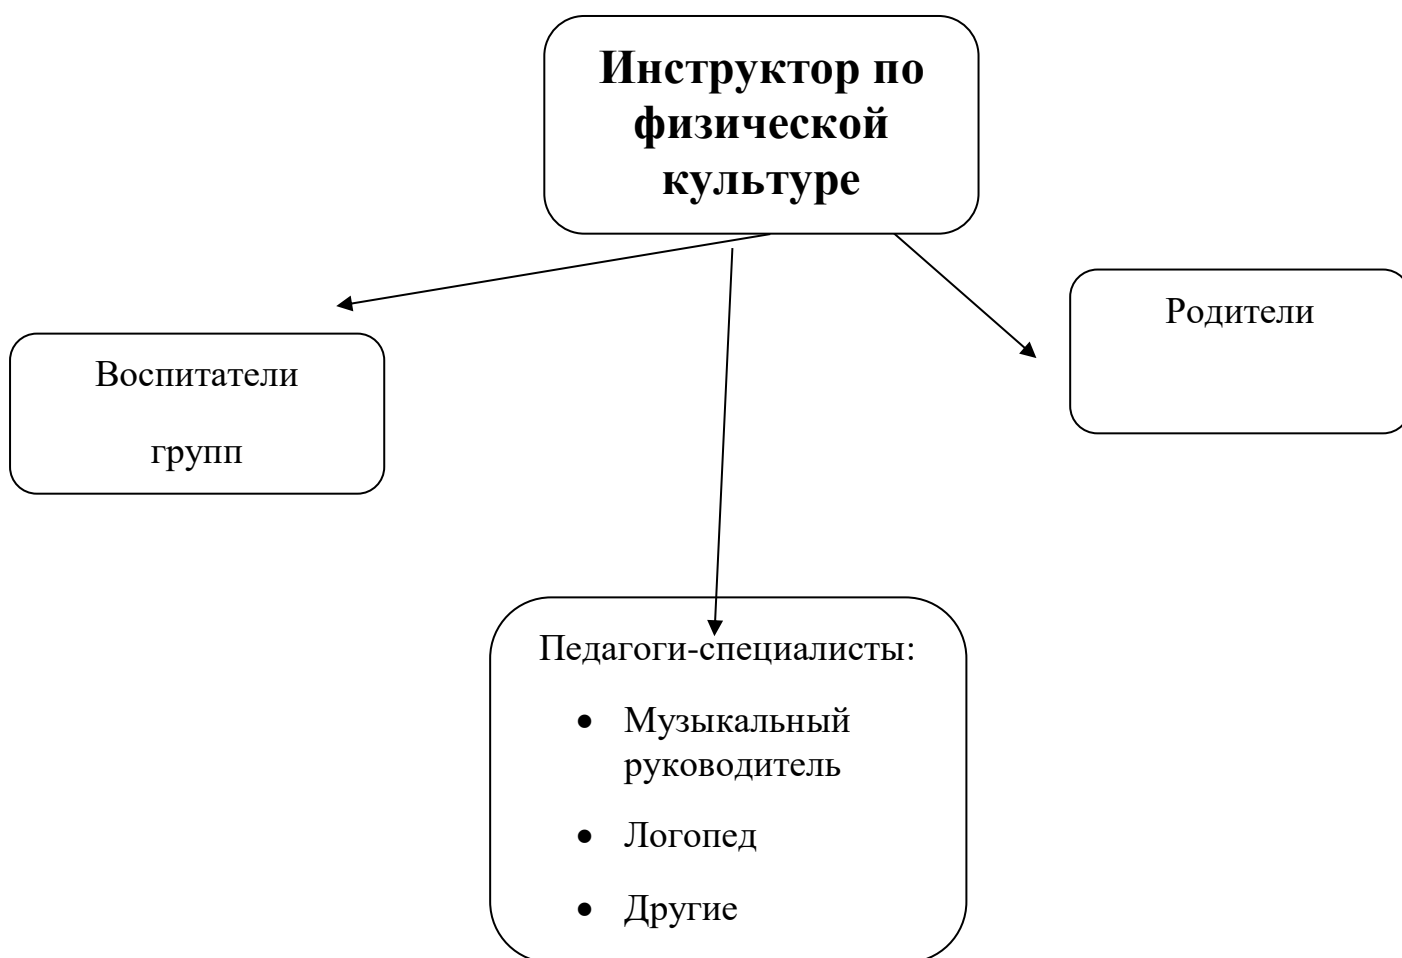 Инструктор по
физической
культуре
Родители
Воспитатели
групп
Педагоги-специалисты:
• Музыкальный
руководитель
• Логопед
• Другие